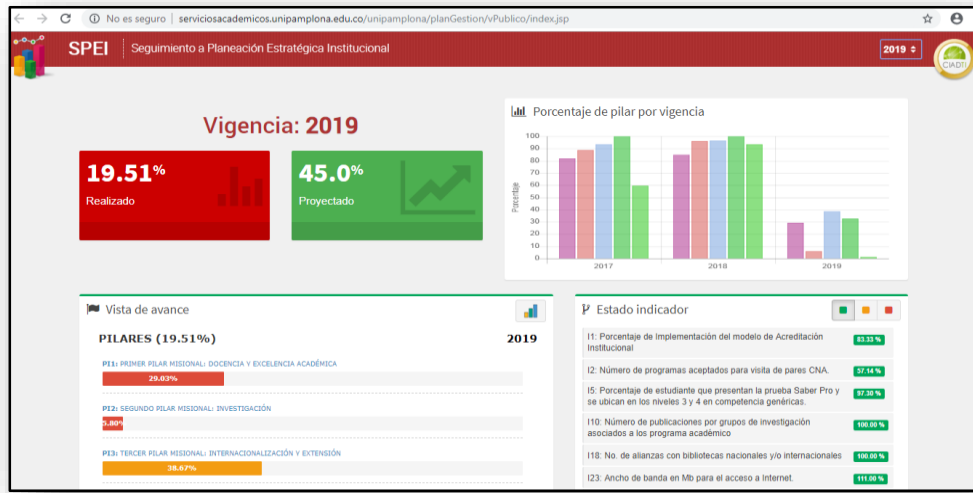 No es seguro | serviciosacademicos.unipamplona.edu.co/unipamplona/planGestion/vPublico/index.jsp
SPEI
Seguimiento a Planeación Estratégica Institucional
2019
CIADTI
Vigencia: 2019
19.51%
Realizado
45.0%
Proyectado
Porcentaje de pilar por vigencia
Porcentaje
100
90
80
70
60
50
40
30
20
10
0
2017
2018
2019
Vista de avance
PILARES (19.51%)
2019
PI1: PRIMER PILAR MISIONAL: DOCENCIA Y EXCELENCIA ACADÉMICA
29.03%
PI2: SEGUNDO PILAR MISIONAL: INVESTIGACIÓN
5.80%
PI3: TERCER PILAR MISIONAL: INTERNACIONALIZACIÓN Y EXTENSIÓN
38.67%
Estado indicador
I1: Porcentaje de Implementación del modelo de Acreditación
Institucional
83.33 %
I2: Número de programas aceptados para visita de pares CNA.
57.14 %
I5: Porcentaje de estudiante que presentan la prueba Saber Pro y
se ubican en los niveles 3 y 4 en competencia genéricas.
97.30 %
I10: Número de publicaciones por grupos de investigación
asociados a los programa académico
100.00 %
I18: No. de alianzas con bibliotecas nacionales y/o internacionales
100.00 %
I23: Ancho de banda en Mb para el acceso a Internet.
111.00 %